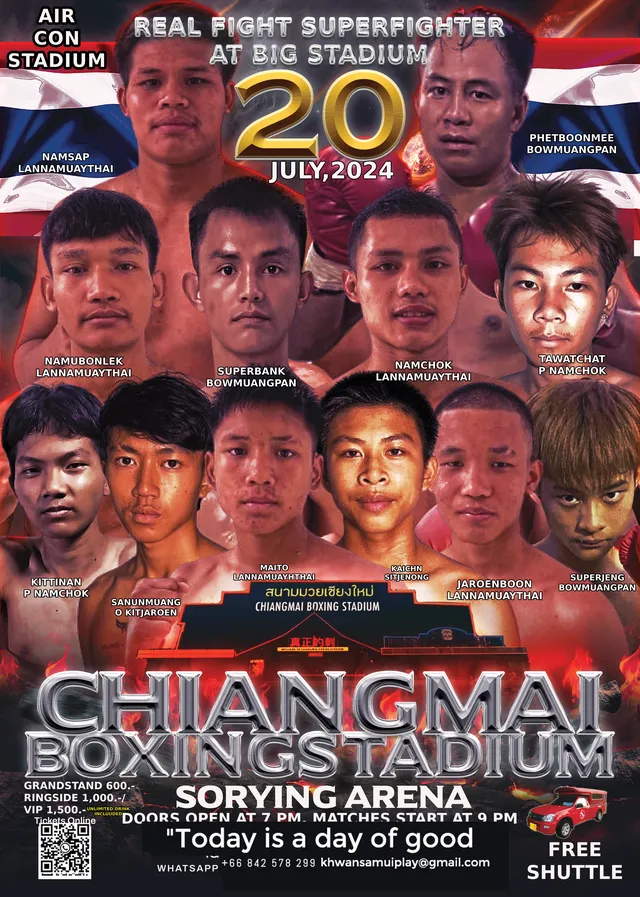 AIR
CON
STADIUM
REAL FIGHT SUPERFIGHTER
AT BIG STADIUM
20
JULY,2024
NAMSAP
LANNAMUAYTHAI
PHETBOONMEE
BOWMUANGPAN
NAMUBONLEK
LANNAMUAYTHAI
SUPERBANK
BOWMUANGPAN
NAMCHOK
LANNAMUAYTHAI
TAWATCHAT
P NAMCHOK
KITTINAN
P NAMCHOK
SANUNMUANG
O KITJAROEN
MAITO
LANNAMUAYHTHAI
KAICHN
SITJENONG
JAROENBOON
LANNAMUAYTHAI
SUPERJENG
BOWMUANGPAN
สนามมวยเชียงใหม่
CHIANGMAI BOXING STADIUM
CHIANGMAI
BOXINGSTADIUM
GRANDSTAND 600.-
RINGSIDE 1,000.-/
VIP 1,500.- UNLIMITED DRINK
INCLUUDED
Tickets Online
SORYING ARENA
DOORS OPEN AT 7 PM. MATCHES START AT 9 PM
"Today is a day of good
WHATSAPP +66 842 578 299 khwansamuiplay@gmail.com
FREE
SHUTTLE